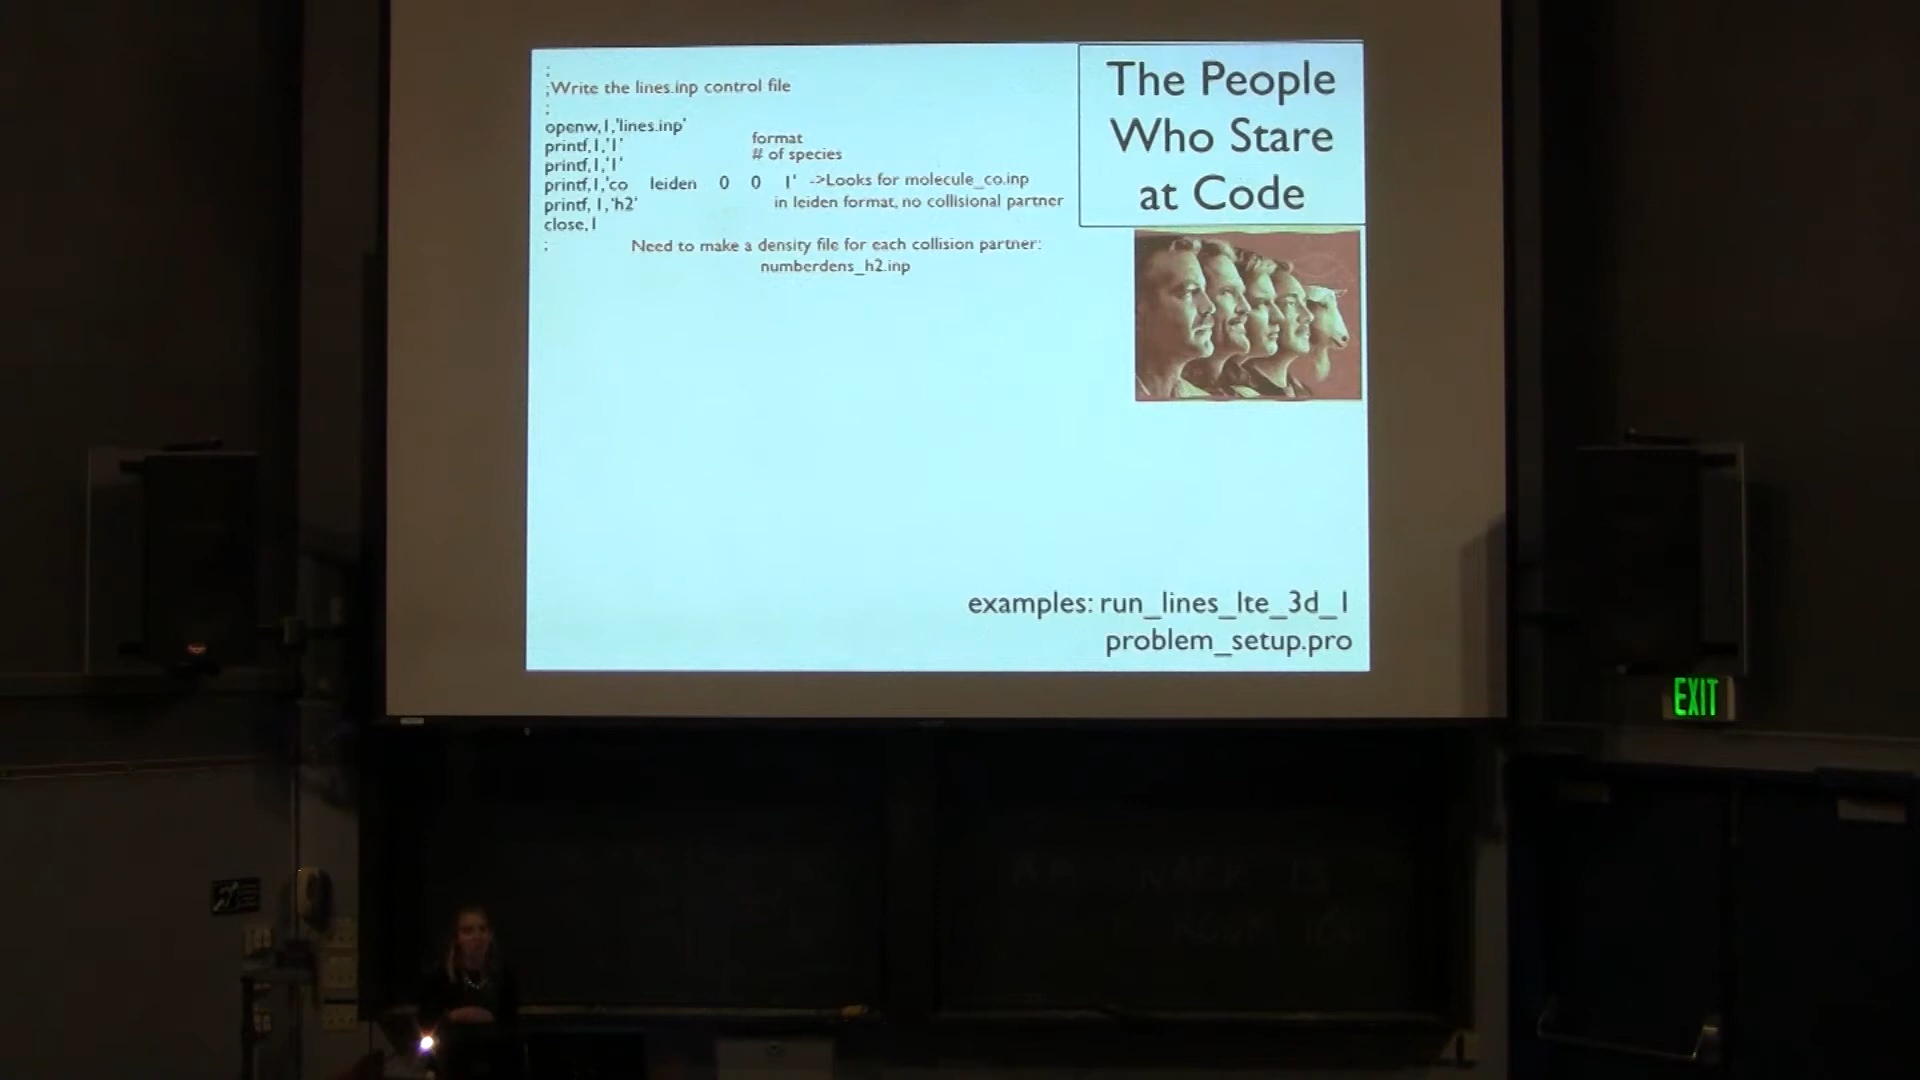 ;
;Write the lines.inp control file
;
openw,1,'lines.inp'
printf,1,'1' format
printf,1,'1' # of species
printf,1,'co leiden 0 0 1' ->Looks for molecule_co.inp
printf, 1,'h2' in leiden format, no collisional partner
close,1
; Need to make a density file for each collision partner:
numberdens_h2.inp
The People
Who Stare
at Code
examples: run_lines_lte_3d_1
problem_setup.pro
EXIT